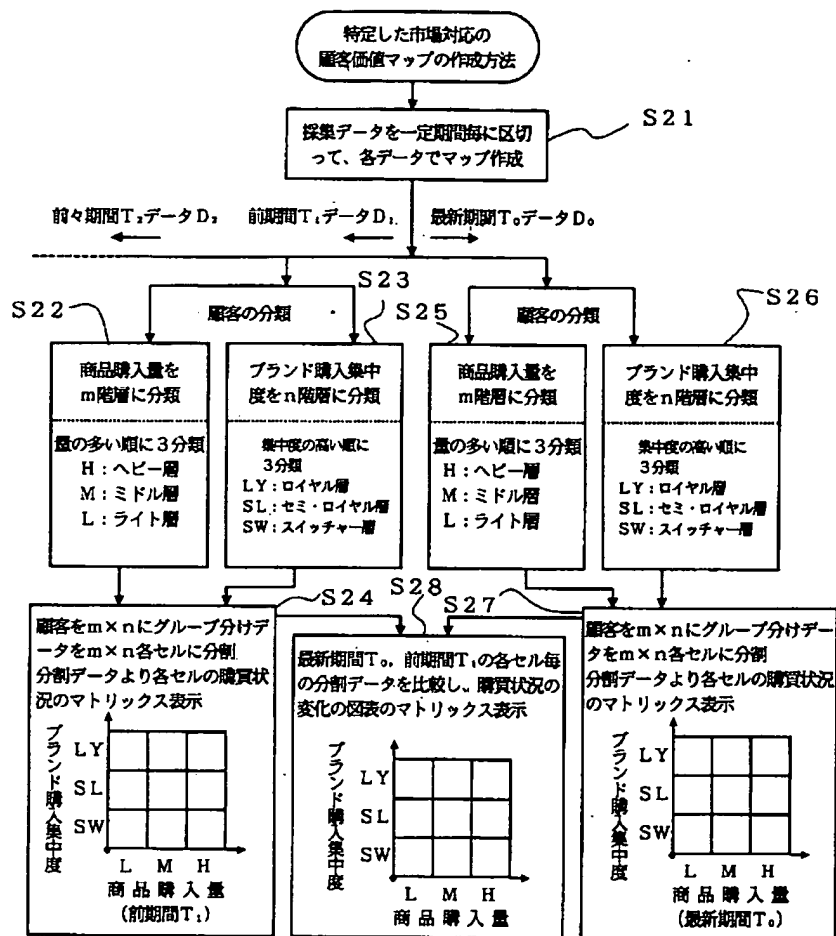 特定した市場対応の
顧客価値マップの作成方法
S21
採集データを一定期間毎に区切
って、各データでマップ作成
前々期間T₂データD₂
前期間T₁データD₁
最新期間T₀データD₀
S22
顧客の分類
S23
S25
顧客の分類
S26
商品購入量を
m階層に分類
量の多い順に3分類
H:ヘビー層
M:ミドル層
L:ライト層
ブランド購入集中
度をn階層に分類
集中度の高い順に
3分類
LY:ロイヤル層
SL:セミ・ロイヤル層
SW:スイッチャー層
商品購入量を
m階層に分類
量の多い順に3分類
H:ヘビー層
M:ミドル層
L:ライト層
ブランド購入集中
度をn階層に分類
集中度の高い順に
3分類
LY:ロイヤル層
SL:セミ・ロイヤル層
SW:スイッチャー層
S24
S28
S27
顧客をm×nにグループ分けデ
ータをm×n各セルに分割
分割データより各セルの購買状
況のマトリックス表示
ブランド購入集中度
LY
SL
SW
L M H
商品購入量
(前期間T₁)
最新期間T₀,前期間T₁の各セル毎
の分割データを比較し、購買状況の
変化の図表のマトリックス表示
ブランド購入集中度
LY
SL
SW
L M H
商品購入量
顧客をm×nにグループ分けデー
タをm×n各セルに分割
分割データより各セルの購買状況
のマトリックス表示
ブランド購入集中度
LY
SL
SW
L M H
商品購入量
(最新期間T₀)